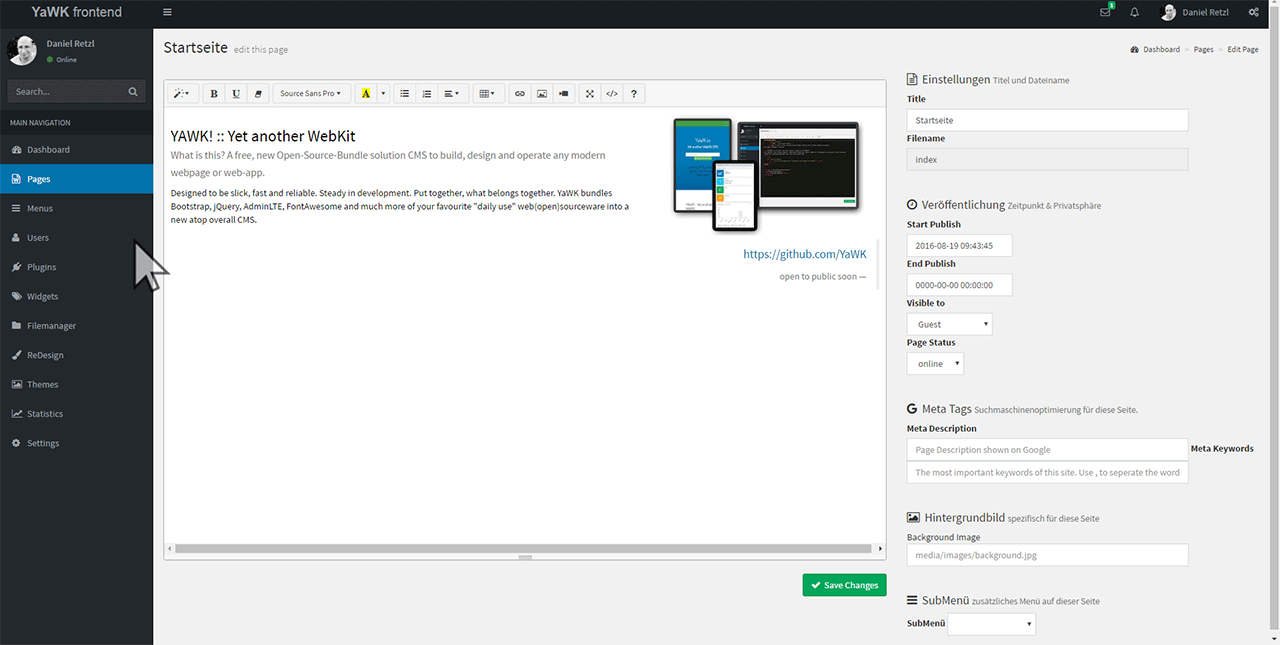 YaWK frontend
1
Daniel Retzl
Daniel Retzl
Online
Search...
MAIN NAVIGATION
Dashboard
Pages
Menus
Users
Plugins
Widgets
Filemanager
ReDesign
Themes
Statistics
Settings
Startseite edit this page
Dashboard > Pages > Edit Page
B U Source Sans Pro A </> ?
YAWK! :: Yet another WebKit
What is this? A free, new Open-Source-Bundle solution CMS to build, design and operate any modern
webpage or web-app.
Designed to be slick, fast and reliable. Steady in development. Put together, what belongs together. YaWK bundles
Bootstrap, jQuery, AdminLTE, FontAwesome and much more of your favourite "daily use" web(open)sourceware into a
new atop overall CMS.
https://github.com/YaWK
open to public soon —
Save Changes
Einstellungen Titel und Dateiname
Title
Startseite
Filename
index
Veröffentlichung Zeitpunkt & Privatsphäre
Start Publish
2016-08-19 09:43:45
End Publish
0000-00-00 00:00:00
Visible to
Guest
Page Status
online
Meta Tags Suchmaschinenoptimierung für diese Seite.
Meta Description
Page Description shown on Google
Meta Keywords
The most important keywords of this site. Use , to seperate the word
Hintergrundbild spezifisch für diese Seite
Background Image
media/images/background.jpg
SubMenü zusätzliches Menü auf dieser Seite
SubMenü